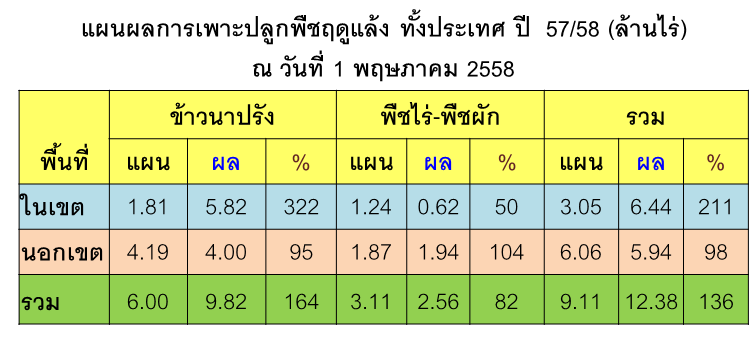 แผนผลการเพาะปลูกพืชฤดูแล้ง ทั้งประเทศ ปี 57/58 (ล้านไร่)
ณ วันที่ 1 พฤษภาคม 2558
พื้นที่ ข้าวนาปรัง พืชไร่-พืชผัก รวม
แผน ผล % แผน ผล % แผน ผล %
ในเขต 1.81 5.82 322 1.24 0.62 50 3.05 6.44 211
นอกเขต 4.19 4.00 95 1.87 1.94 104 6.06 5.94 98
รวม 6.00 9.82 164 3.11 2.56 82 9.11 12.38 136